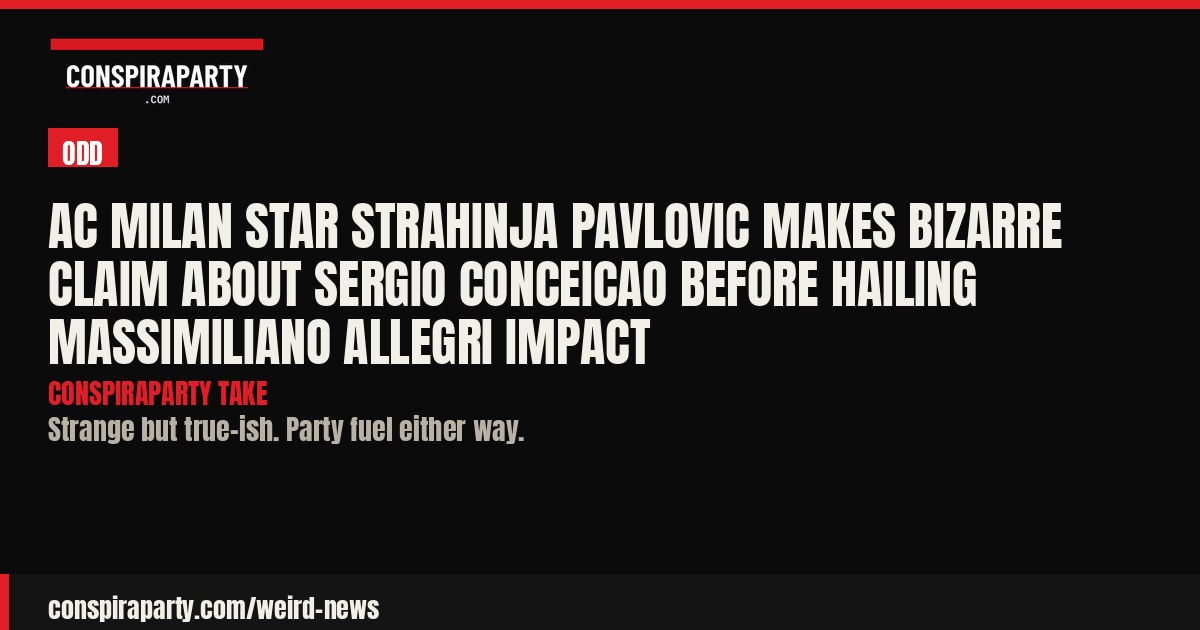 CONSPIRAPARTY
.COM
ODD
AC MILAN STAR STRAHINJA PAVLOVIC MAKES BIZARRE
CLAIM ABOUT SERGIO CONCEICAO BEFORE HAILING
MASSIMILIANO ALLEGRI IMPACT
CONSPIRAPARTY TAKE
Strange but true-ish. Party fuel either way.
conspiraparty.com/weird-news